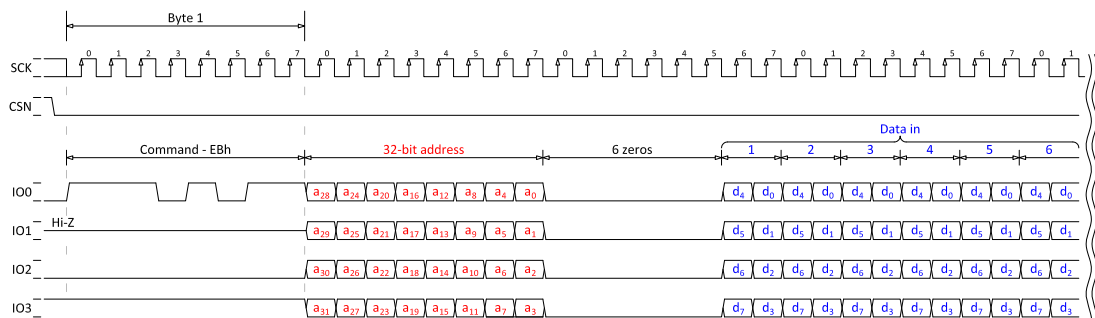 Byte 1
SCK 0 1 2 3 4 5 6 7 0 1 2 3 4 5 6 7 0 1 2 3 4 5 6 7 0 1 2 3 4 5 6 7 0 1
CSN
Data in
Command - EBh 32-bit address 6 zeros 1 2 3 4 5 6
IO0 a28 a24 a20 a16 a12 a8 a4 a0 d4 d0 d4 d0 d4 d0 d4 d0 d4 d0 d4 d0
Hi-Z
IO1 a29 a25 a21 a17 a13 a9 a5 a1 d5 d1 d5 d1 d5 d1 d5 d1 d5 d1 d5 d1
IO2 a30 a26 a22 a18 a14 a10 a6 a2 d6 d2 d6 d2 d6 d2 d6 d2 d6 d2 d6 d2
IO3 a31 a27 a23 a19 a15 a11 a7 a3 d7 d3 d7 d3 d7 d3 d7 d3 d7 d3 d7 d3